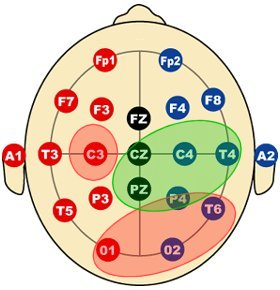 Fp1 Fp2
F7 F3 FZ F4 F8
A1 T3 C3 CZ C4 T4 A2
T5 P3 PZ P4 T6
01 02